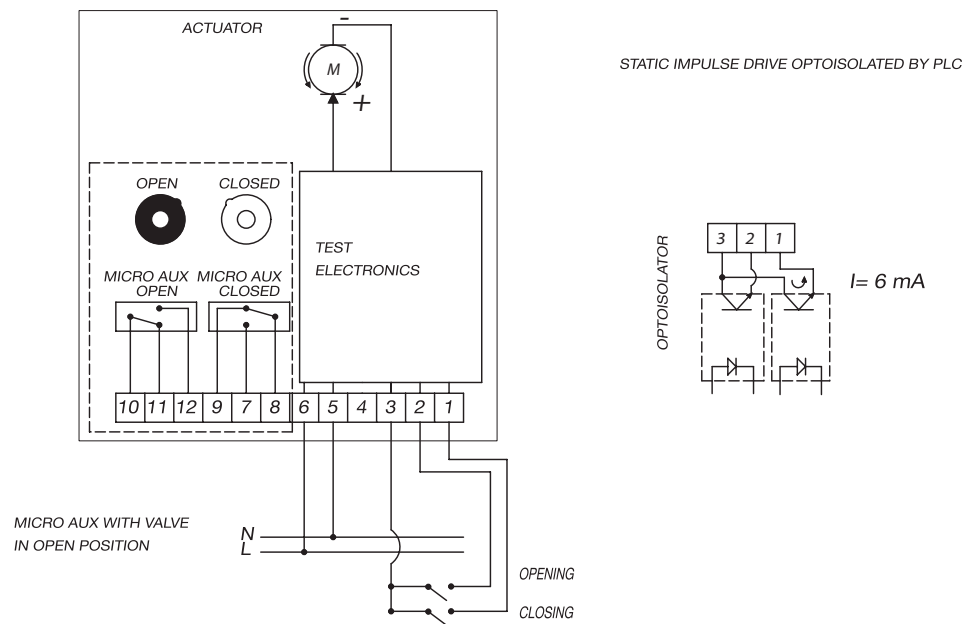 ACTUATOR
-
M
+
STATIC IMPULSE DRIVE OPTOISOLATED BY PLC
OPEN CLOSED
TEST
ELECTRONICS
MICRO AUX MICRO AUX
OPEN CLOSED
10 11 12 9 7 8 6 5 4 3 2 1
OPTOISOLATOR
3 2 1
I= 6 mA
MICRO AUX WITH VALVE
IN OPEN POSITION
N
L
OPENING
CLOSING